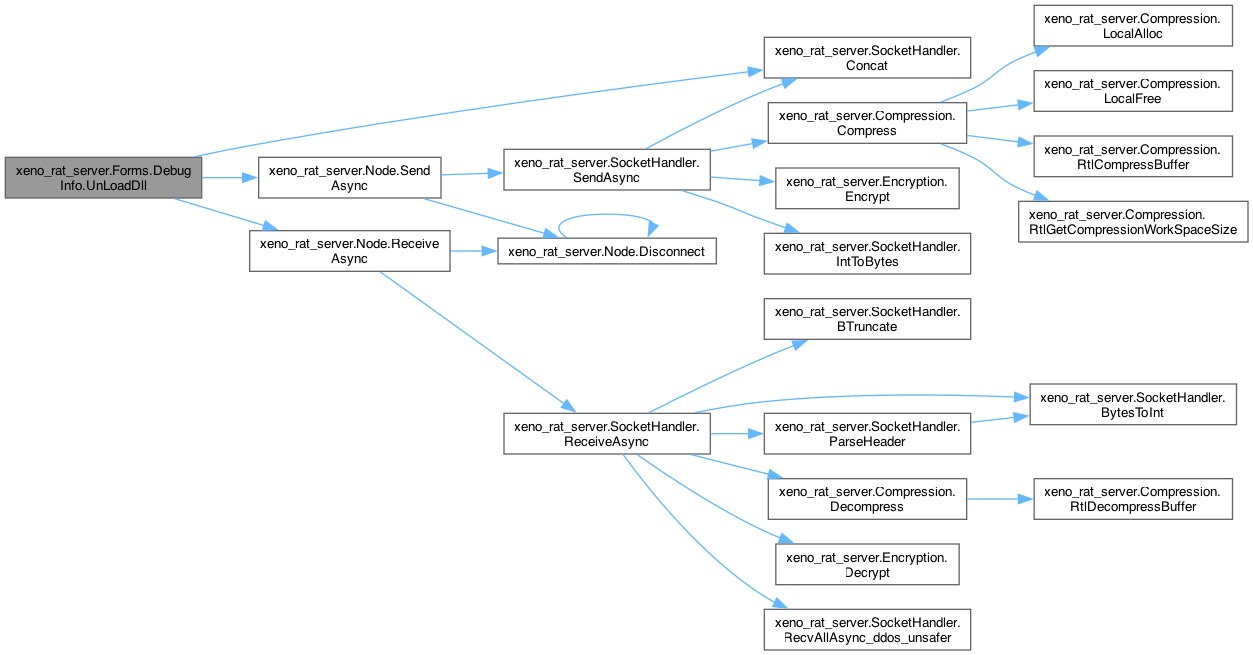 xeno_rat_server.Forms.Debug
Info.UnLoadDll
xeno_rat_server.Node.Send
Async
xeno_rat_server.Node.Receive
Async
xeno_rat_server.SocketHandler.
SendAsync
xeno_rat_server.Node.Disconnect
xeno_rat_server.SocketHandler.
ReceiveAsync
xeno_rat_server.SocketHandler.
Concat
xeno_rat_server.Compression.
Compress
xeno_rat_server.Encryption.
Encrypt
xeno_rat_server.SocketHandler.
IntToBytes
xeno_rat_server.SocketHandler.
BTruncate
xeno_rat_server.SocketHandler.
ParseHeader
xeno_rat_server.Compression.
Decompress
xeno_rat_server.Encryption.
Decrypt
xeno_rat_server.SocketHandler.
RecvAllAsync_ddos_unsafer
xeno_rat_server.Compression.
LocalAlloc
xeno_rat_server.Compression.
LocalFree
xeno_rat_server.Compression.
RtlCompressBuffer
xeno_rat_server.Compression.
RtlGetCompressionWorkSpaceSize
xeno_rat_server.SocketHandler.
BytesToInt
xeno_rat_server.Compression.
RtlDecompressBuffer